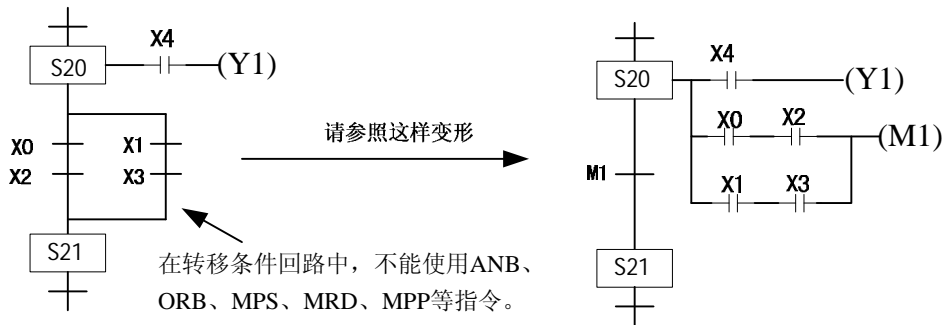 X4
S20
(Y1)
X0
X1
X2
X3
S21
在转移条件回路中，不能使用ANB、
ORB、MPS、MRD、MPP等指令。
请参照这样变形
X4
S20
(Y1)
X0
X2
(M1)
M1
X1
X3
S21